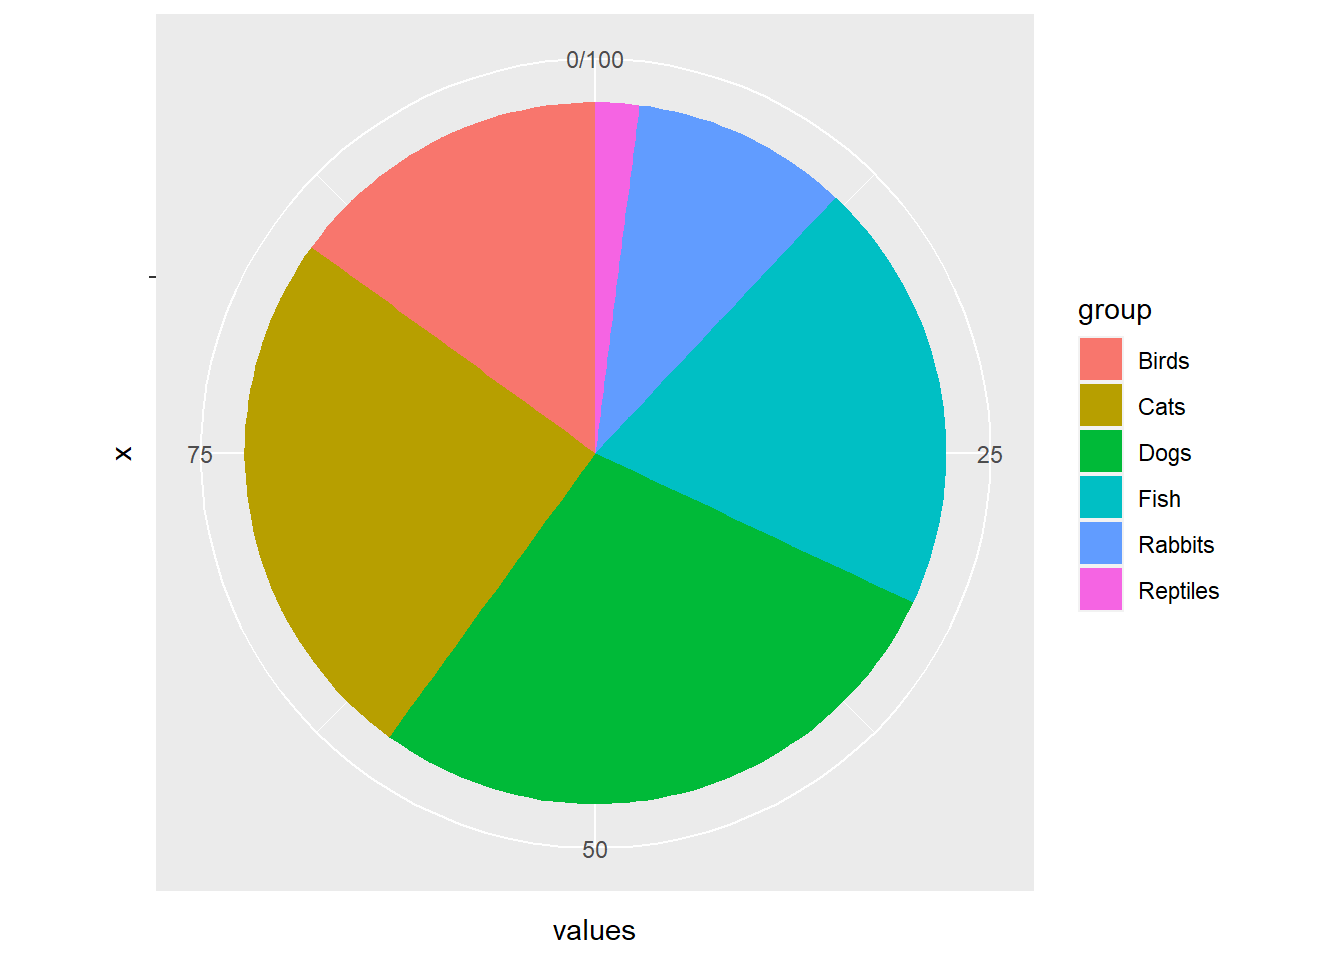 0/100
75
25
50
x
values
group
Birds
Cats
Dogs
Fish
Rabbits
Reptiles